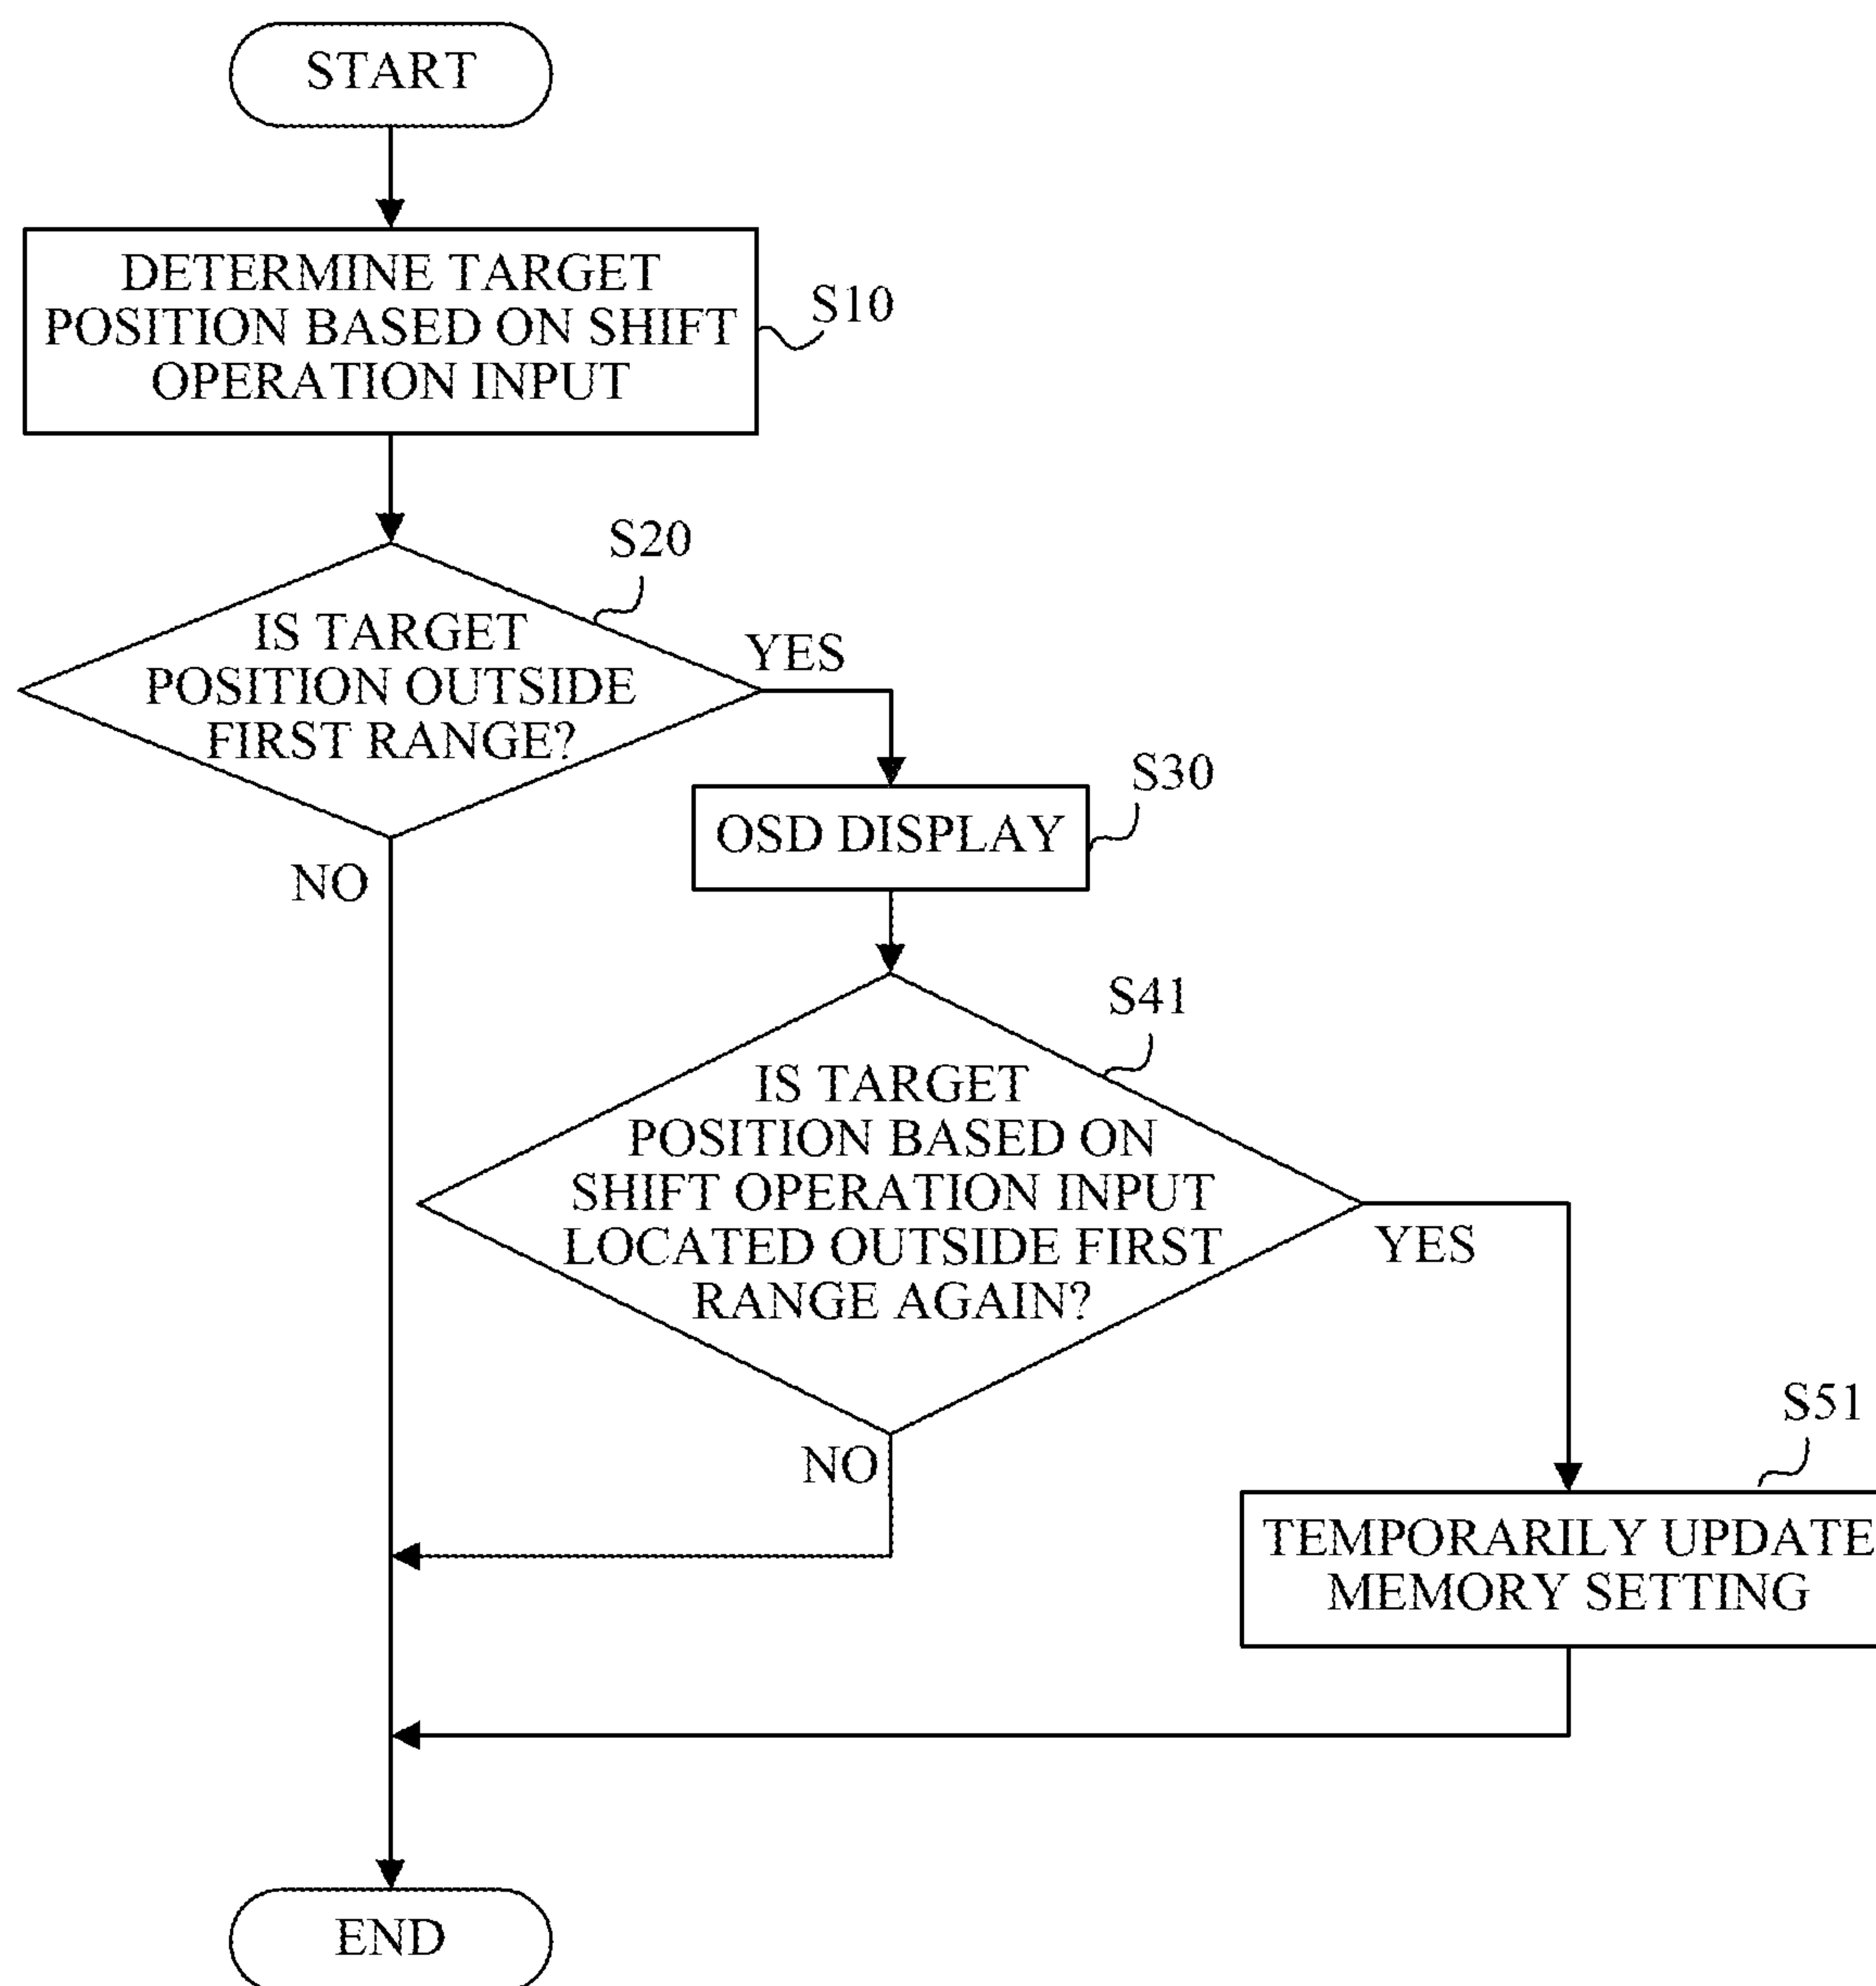 START
DETERMINE TARGET
POSITION BASED ON SHIFT
OPERATION INPUT
S10
S20
IS TARGET
POSITION OUTSIDE
FIRST RANGE?
YES
NO
S30
OSD DISPLAY
S41
IS TARGET
POSITION BASED ON
SHIFT OPERATION INPUT
LOCATED OUTSIDE FIRST
RANGE AGAIN?
YES
NO
S51
TEMPORARILY UPDATE
MEMORY SETTING
END